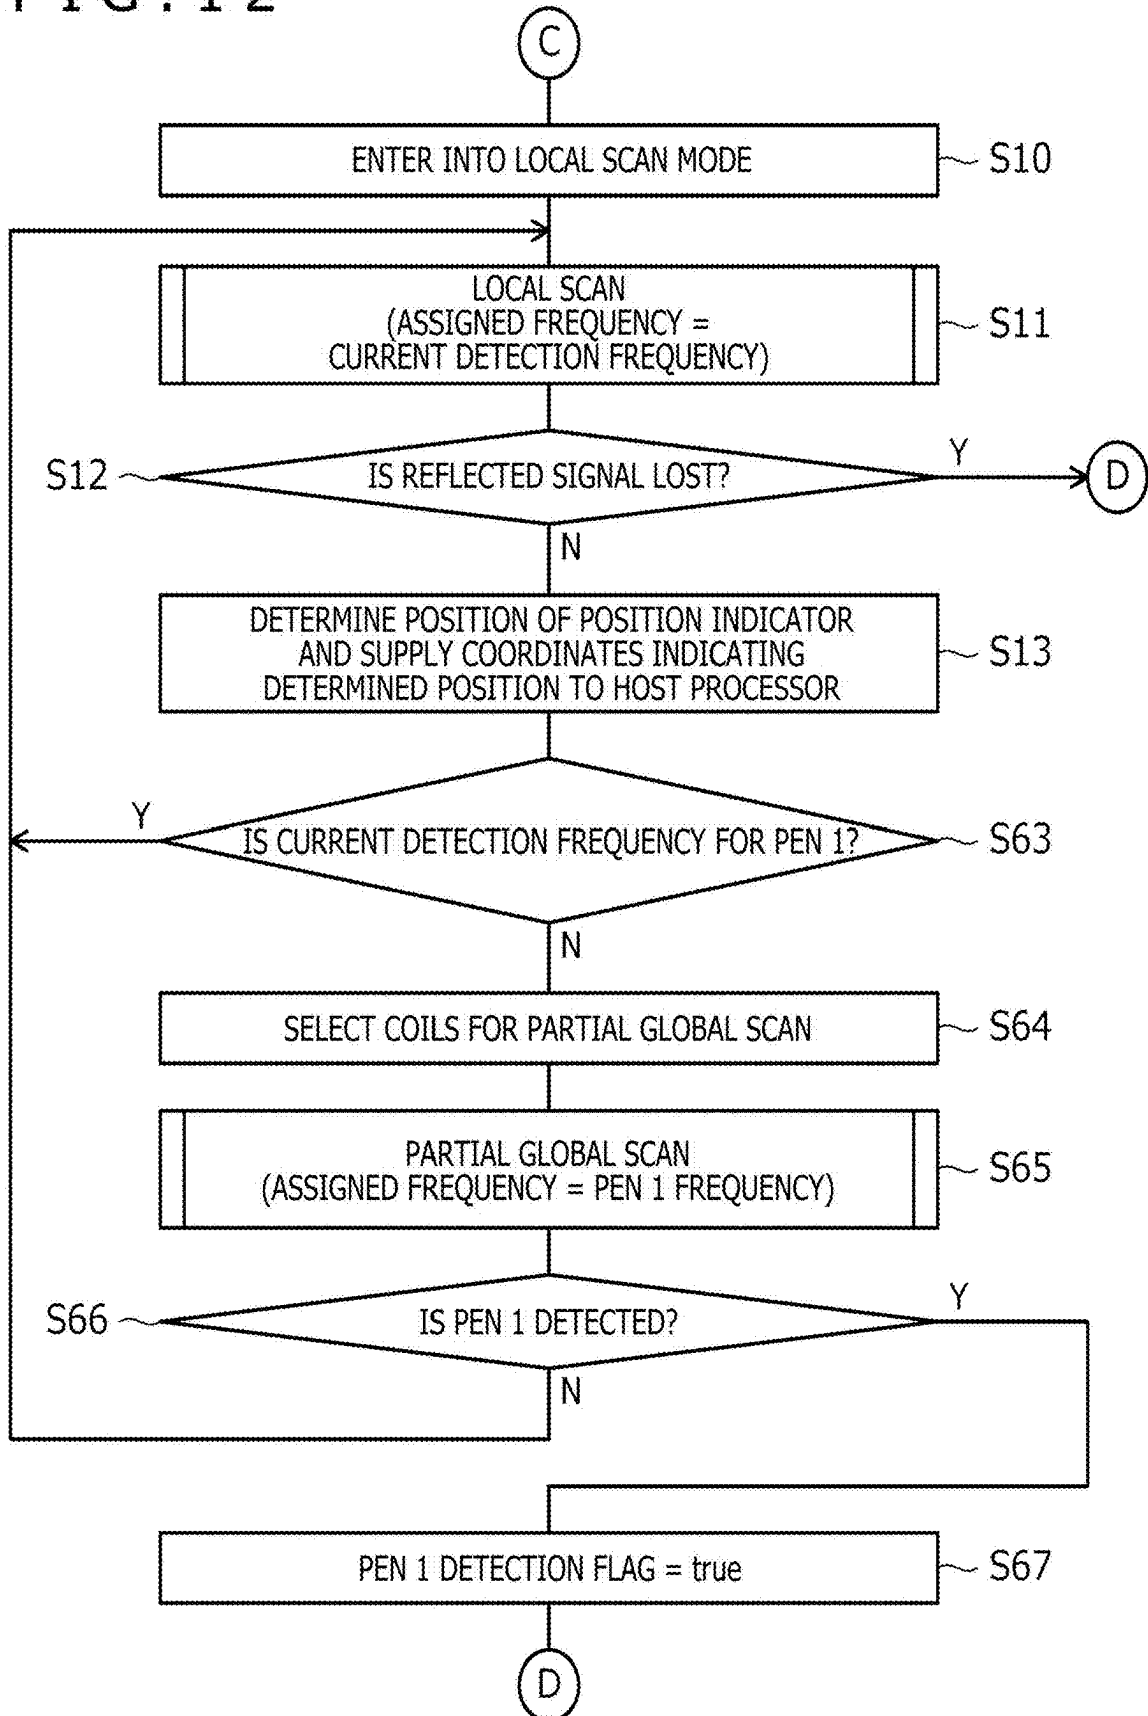 FIG.12
C
ENTER INTO LOCAL SCAN MODE
S10
LOCAL SCAN
(ASSIGNED FREQUENCY =
CURRENT DETECTION FREQUENCY)
S11
S12
IS REFLECTED SIGNAL LOST?
Y
D
N
DETERMINE POSITION OF POSITION INDICATOR
AND SUPPLY COORDINATES INDICATING
DETERMINED POSITION TO HOST PROCESSOR
S13
Y
IS CURRENT DETECTION FREQUENCY FOR PEN 1?
S63
N
SELECT COILS FOR PARTIAL GLOBAL SCAN
S64
PARTIAL GLOBAL SCAN
(ASSIGNED FREQUENCY = PEN 1 FREQUENCY)
S65
S66
IS PEN 1 DETECTED?
Y
N
PEN 1 DETECTION FLAG = true
S67
D